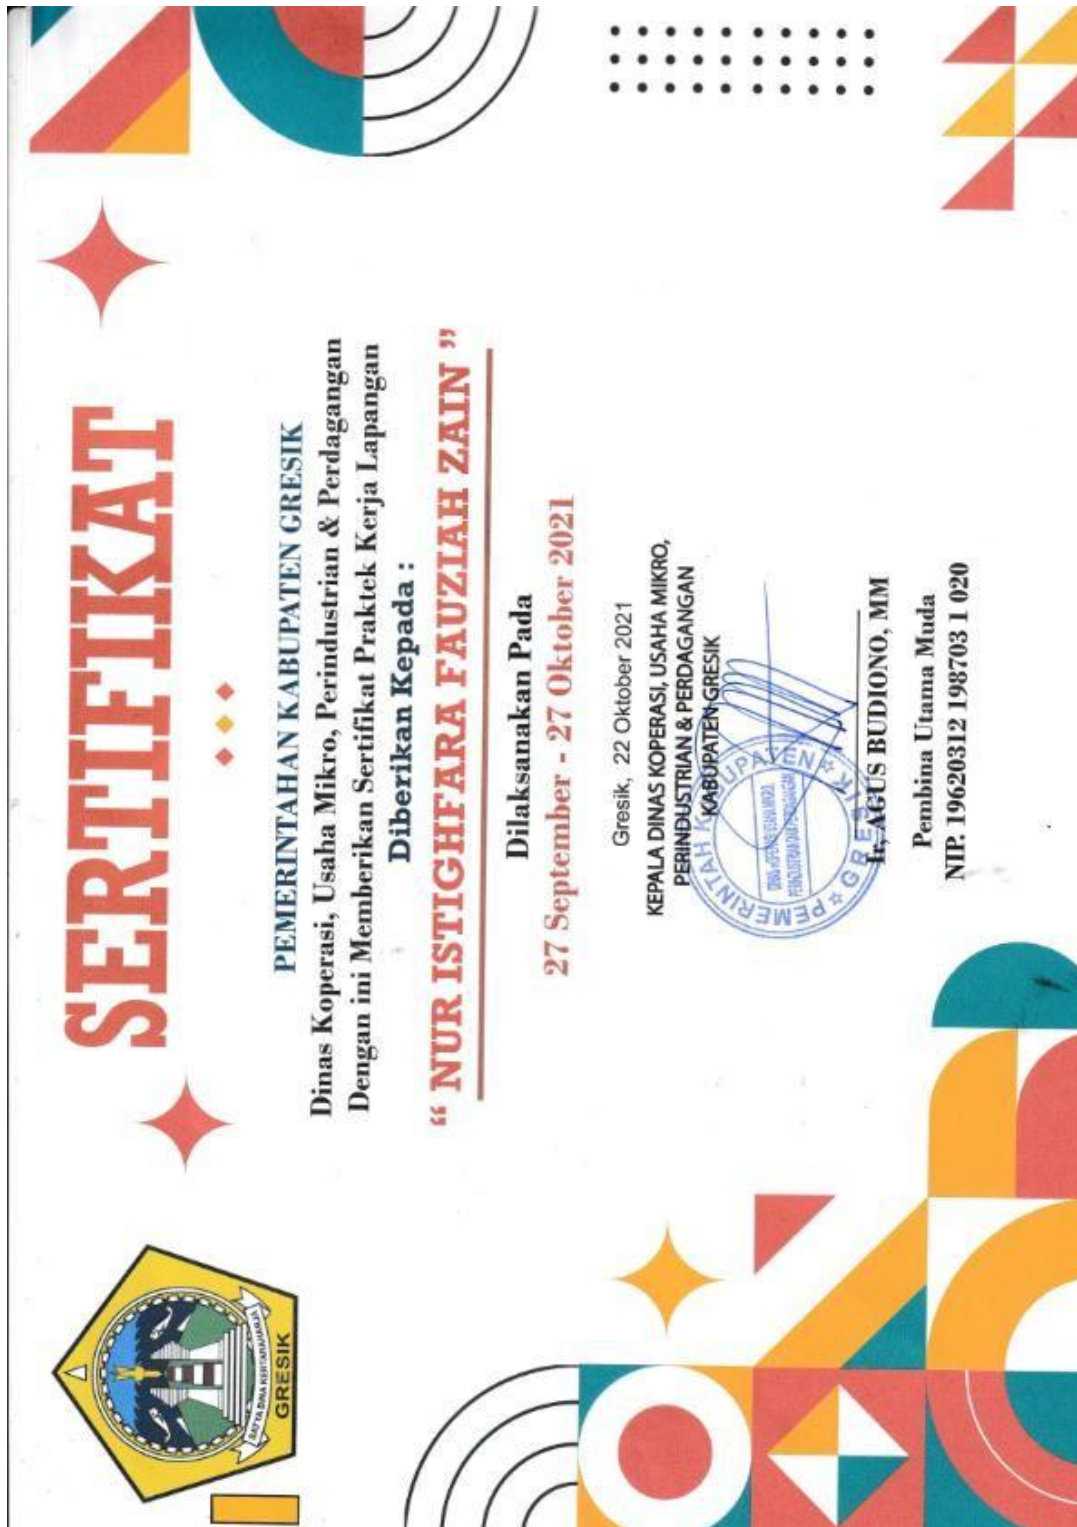 SATYA BINA KERTARAHARJA
GRESIK
SERTIFIKAT
PEMERINTAHAN KABUPATEN GRESIK
Dinas Koperasi, Usaha Mikro, Perindustrian & Perdagangan
Dengan ini Memberikan Sertifikat Praktek Kerja Lapangan
Diberikan Kepada :
“ NUR ISTIGHFARA FAUZIAH ZAIN ”
Dilaksanakan Pada
27 September - 27 Oktober 2021
Gresik, 22 Oktober 2021
KEPALA DINAS KOPERASI, USAHA MIKRO,
PERINDUSTRIAN & PERDAGANGAN
KABUPATEN GRESIK
PEMERINTAH KABUPATEN
GRESIK
Ir, AGUS BUDIONO, MM
Pembina Utama Muda
NIP. 19620312 198703 1 020